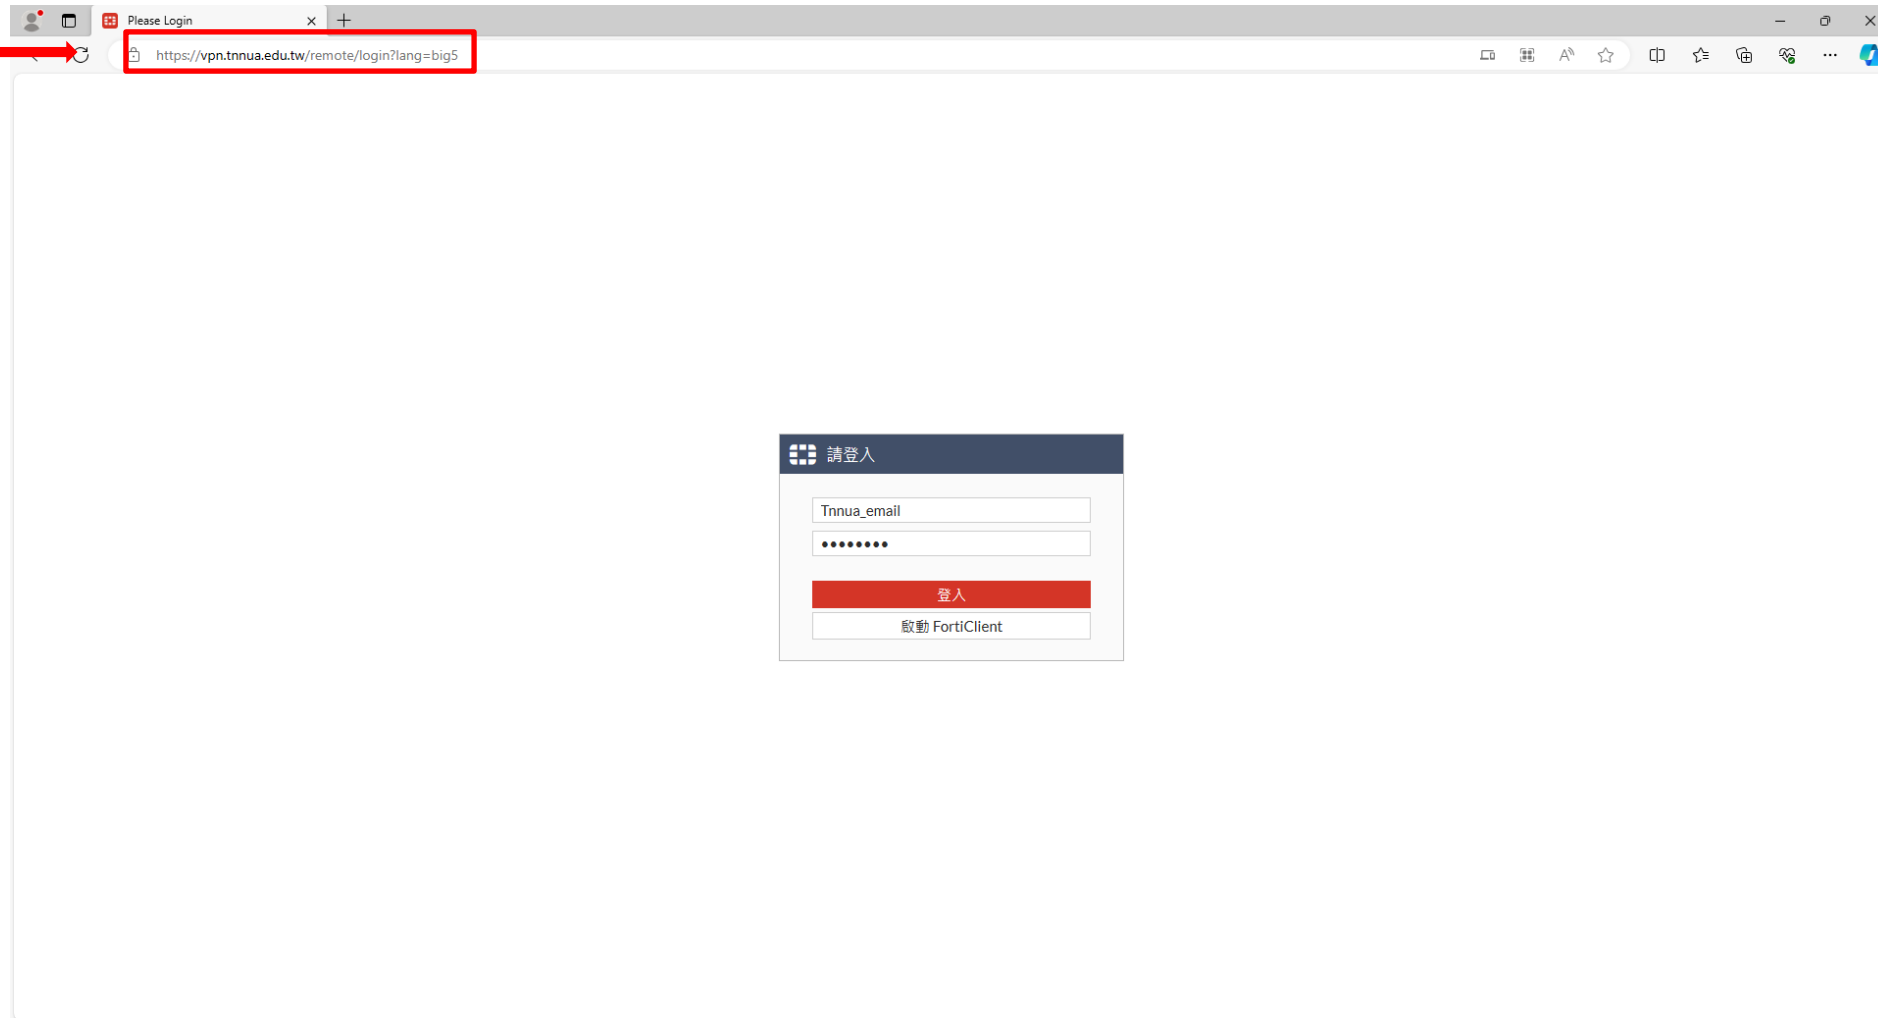 Please Login
https://vpn.tnnua.edu.tw/remote/login?lang=big5
請登入
Tnnua_email
••••••••
登入
啟動 FortiClient